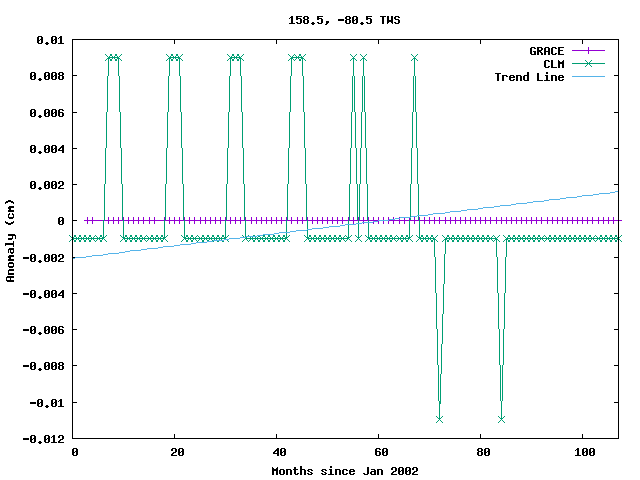 158.5, -80.5 TWS
GRACE
CLM
Trend Line
0.01
0.008
0.006
0.004
0.002
0
-0.002
-0.004
-0.006
-0.008
-0.01
-0.012
Anomaly (cm)
0 20 40 60 80 100
Months since Jan 2002